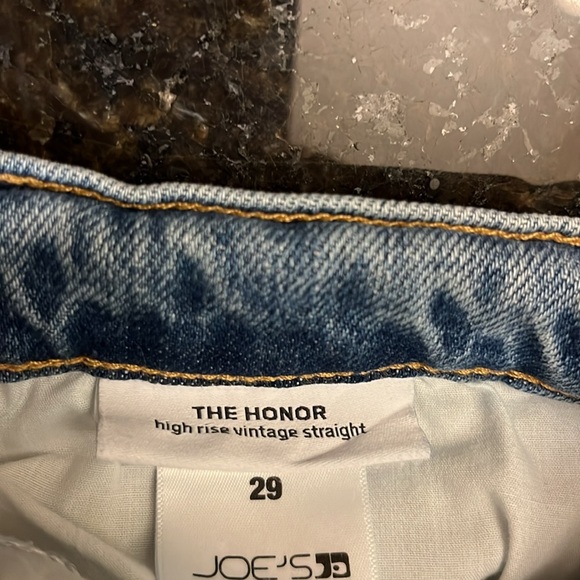 THE HONOR
high rise vintage straight
29
JOE'S